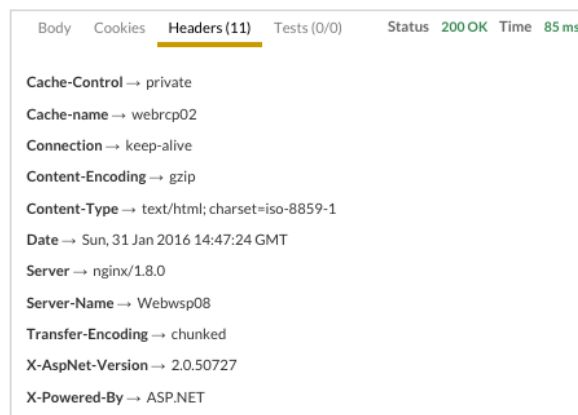 Body Cookies Headers (11) Tests (0/0) Status 200 OK Time 85 ms
Cache-Control → private
Cache-name → webrcp02
Connection → keep-alive
Content-Encoding → gzip
Content-Type → text/html; charset=iso-8859-1
Date → Sun, 31 Jan 2016 14:47:24 GMT
Server → nginx/1.8.0
Server-Name → Webwsp08
Transfer-Encoding → chunked
X-AspNet-Version → 2.0.50727
X-Powered-By → ASP.NET